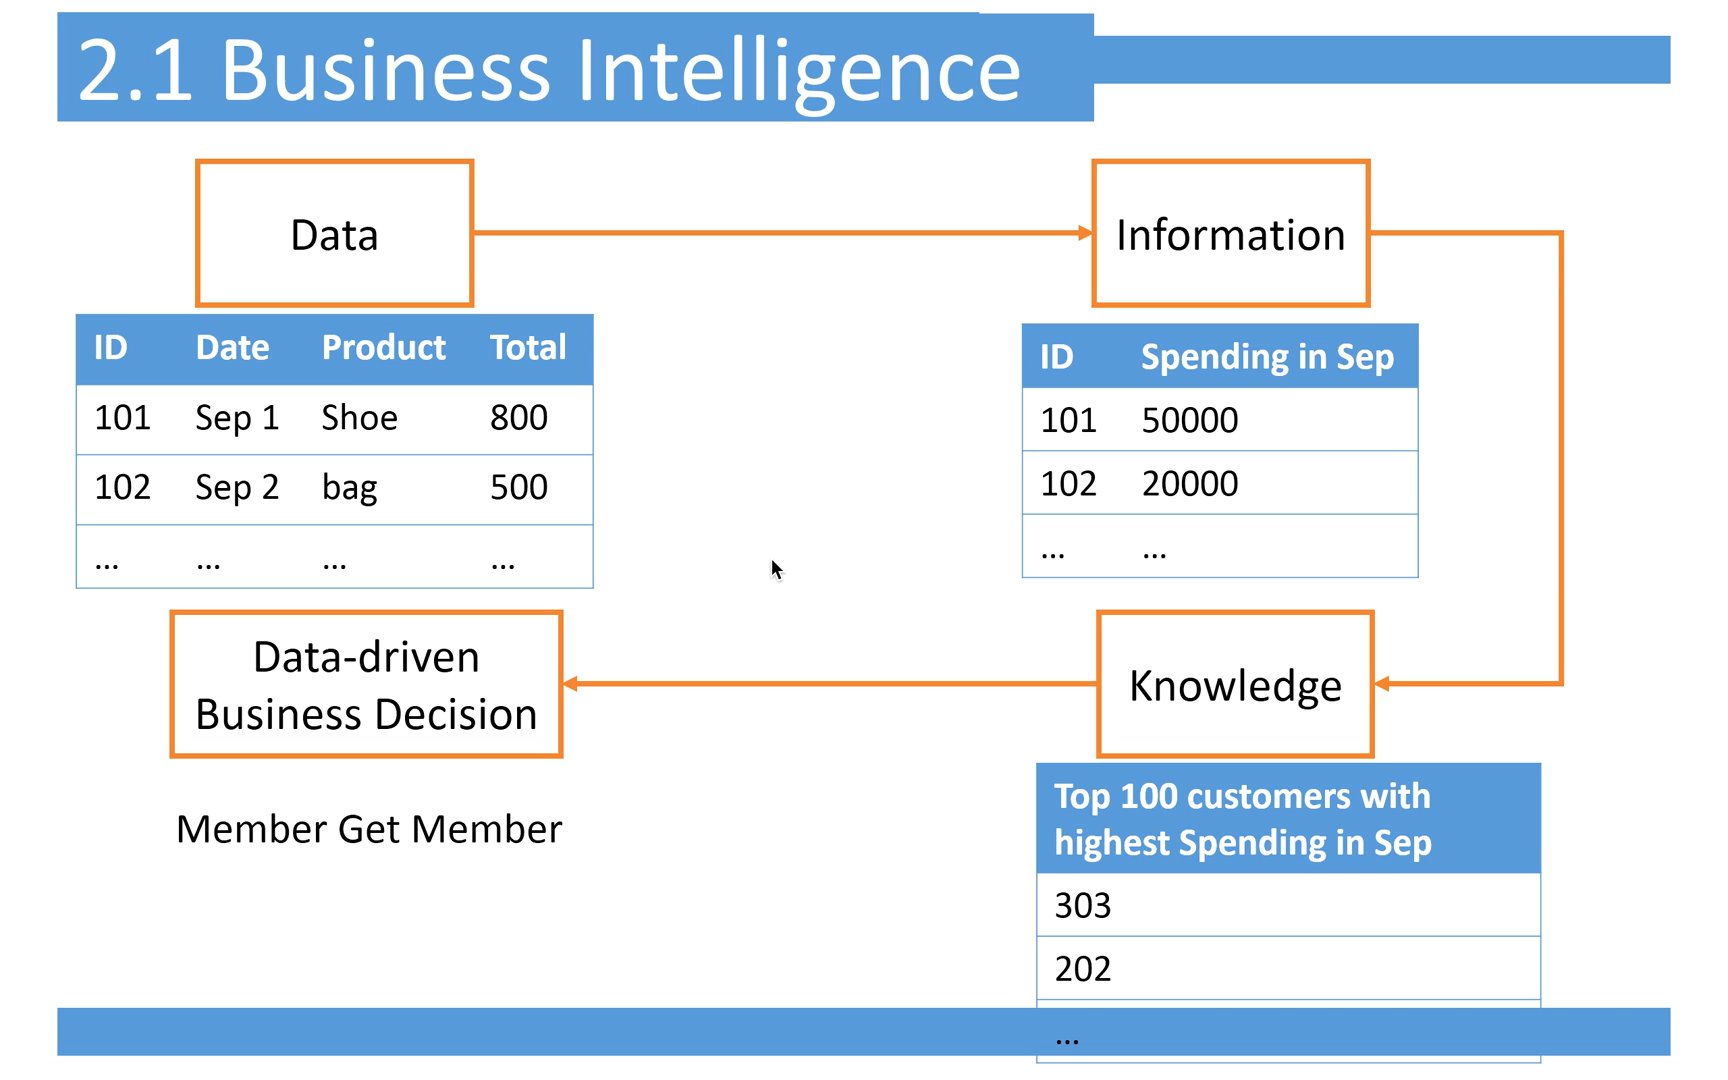 2.1 Business Intelligence
Data
Information
ID Date Product Total
101 Sep 1 Shoe 800
102 Sep 2 bag 500
... ... ... ...
ID Spending in Sep
101 50000
102 20000
... ...
Data-driven
Business Decision
Knowledge
Member Get Member
Top 100 customers with
highest Spending in Sep
303
202
...